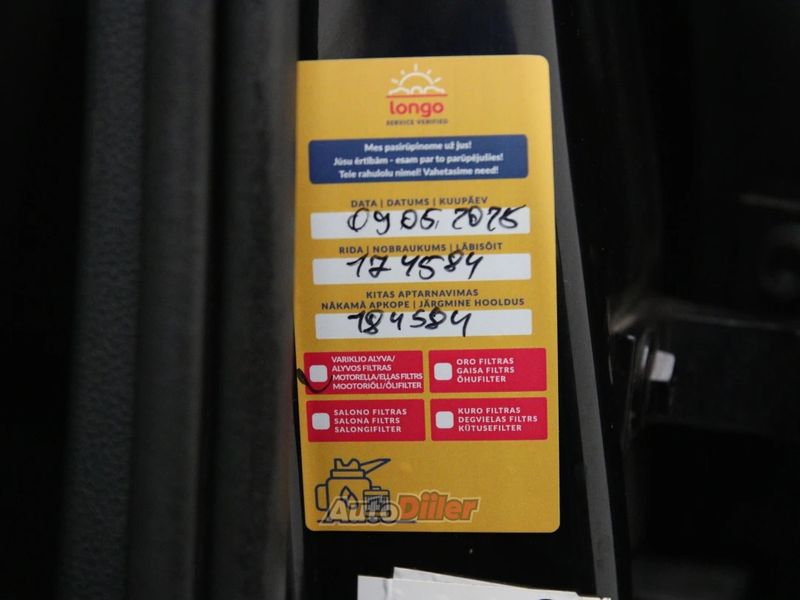 longo
SERVICE VERIFIED
Mes pasirūpinome už jus!
Jūsu ērtībām - esam par to parūpējušies!
Teie rahulolu nimel! Vahetasime need!
DATA | DATUMS | KUUPÄEV
09.05.2025
RIDA | NOBRAUKUMS | LÄBISÕIT
174584
KITAS APTARNAVIMAS
NĀKAMĀ APKOPE | JÄRGMINE HOOLDUS
184584
VARIKLIO ALYVA/
ALYVOS FILTRAS
MOTOREĻĻA/EĻĻAS FILTRS
MOOTORIÕLI/ÕLIFILTER
ORO FILTRAS
GAISA FILTRS
ÕHUFILTER
SALONO FILTRAS
SALONA FILTRS
SALONGIFILTER
KURO FILTRAS
DEGVIELAS FILTRS
KÜTUSEFILTER
AutoDiiler